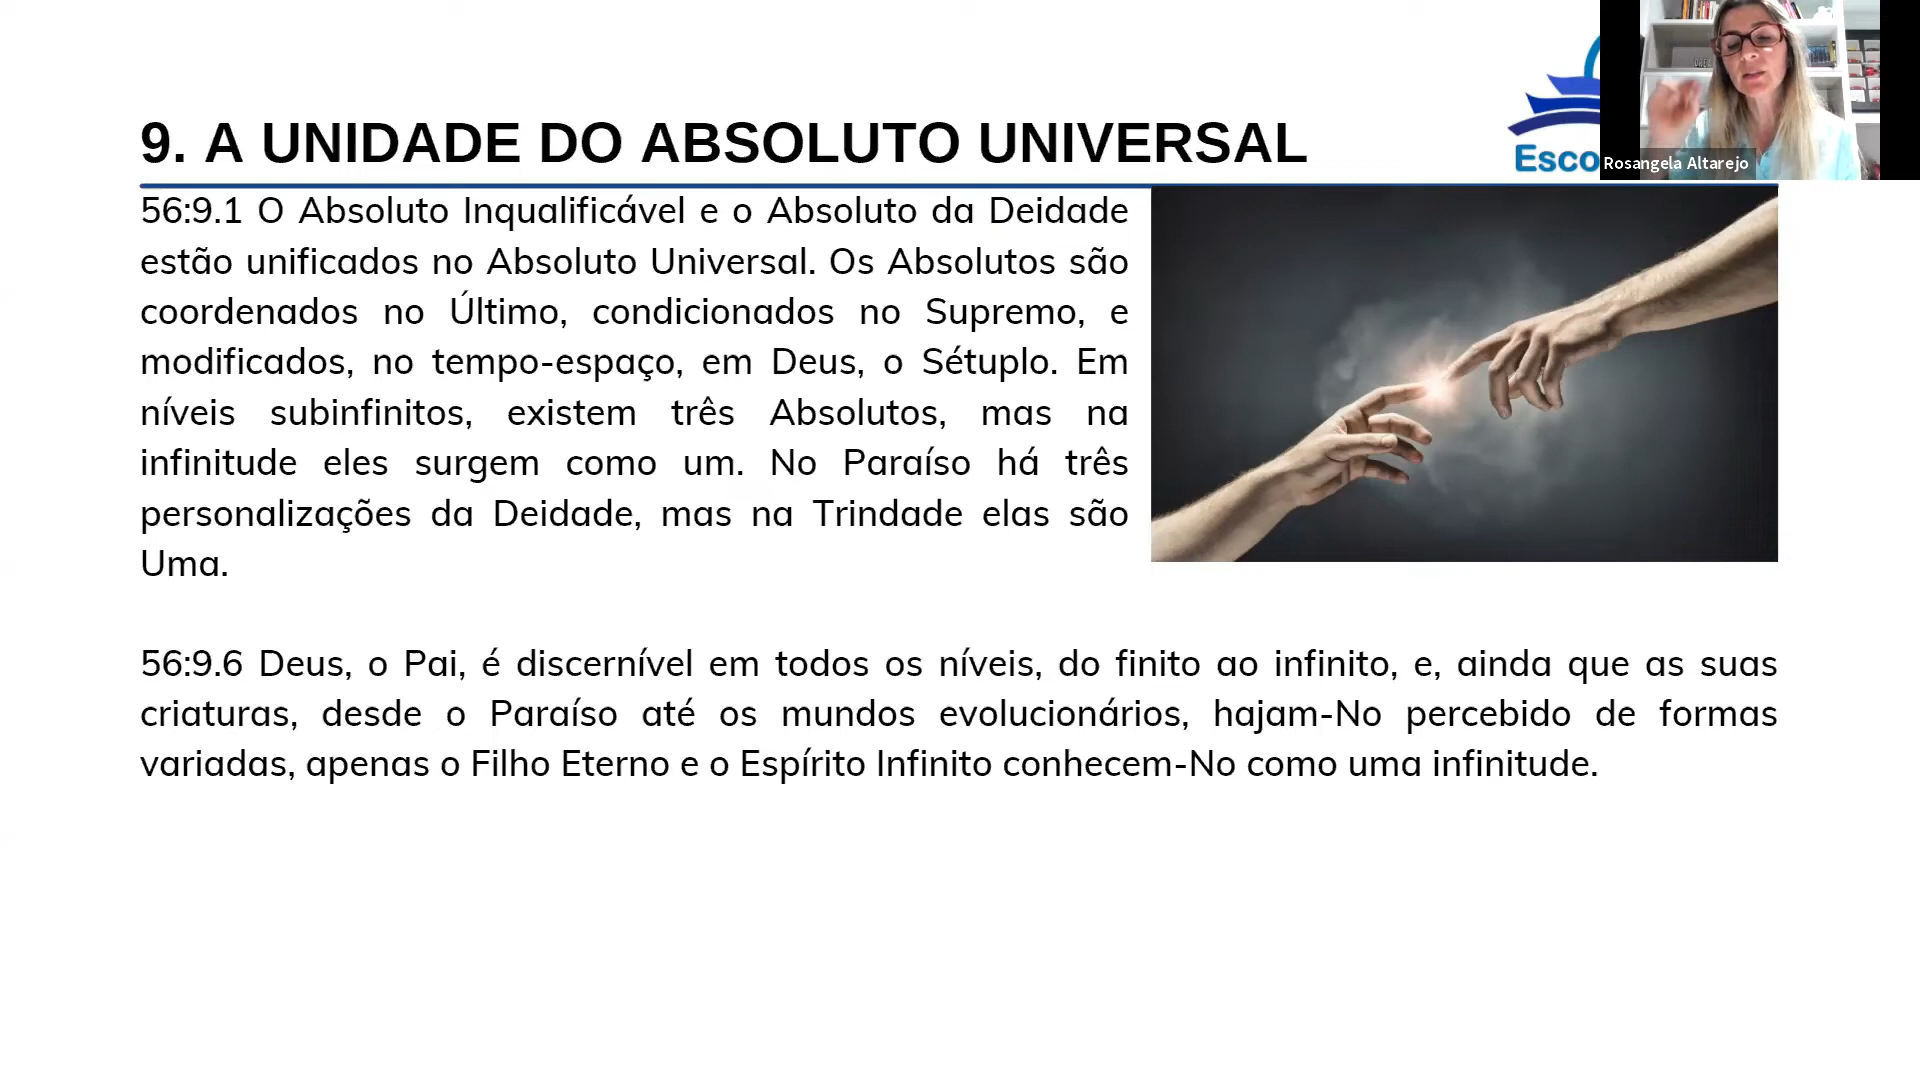 9. A UNIDADE DO ABSOLUTO UNIVERSAL
Esco
Rosangela Altarejo
56:9.1 O Absoluto Inqualificável e o Absoluto da Deidade
estão unificados no Absoluto Universal. Os Absolutos são
coordenados no Último, condicionados no Supremo, e
modificados, no tempo-espaço, em Deus, o Sétuplo. Em
níveis subinfinitos, existem três Absolutos, mas na
infinitude eles surgem como um. No Paraíso há três
personalizações da Deidade, mas na Trindade elas são
Uma.
56:9.6 Deus, o Pai, é discernível em todos os níveis, do finito ao infinito, e, ainda que as suas
criaturas, desde o Paraíso até os mundos evolucionários, hajam-No percebido de formas
variadas, apenas o Filho Eterno e o Espírito Infinito conhecem-No como uma infinitude.